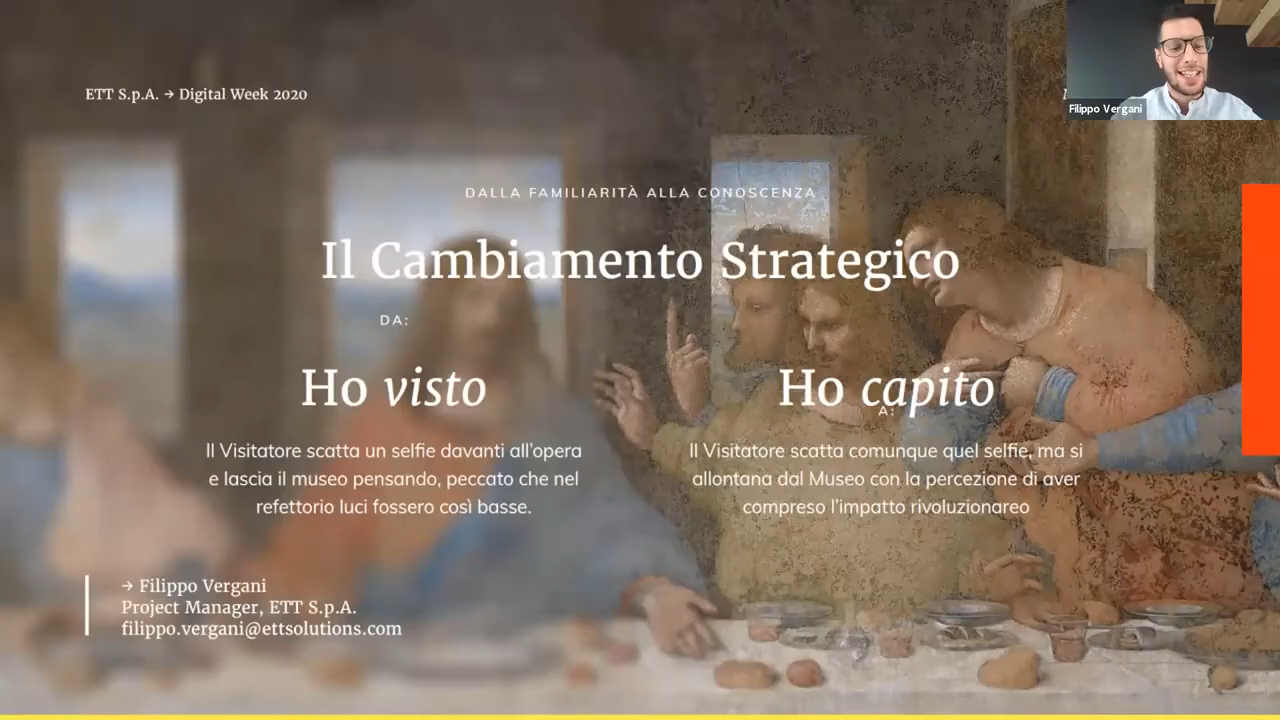 ETT S.p.A. → Digital Week 2020
Filippo Vergani
DALLA FAMILIARITÀ ALLA CONOSCENZA
Il Cambiamento Strategico
DA:
Ho visto
Il Visitatore scatta un selfie davanti all'opera
e lascia il museo pensando, peccato che nel
refettorio luci fossero così basse.
A:
Ho capito
Il Visitatore scatta comunque quel selfie, ma si
allontana dal Museo con la percezione di aver
compreso l'impatto rivoluzionareo
→ Filippo Vergani
Project Manager, ETT S.p.A.
filippo.vergani@ettsolutions.com